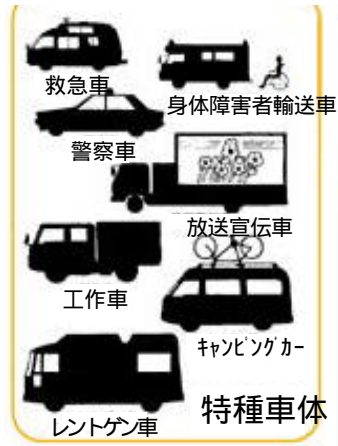 救急車
身体障害者輸送車
警察車
放送宣伝車
工作車
ｷｬﾝﾋﾟﾝｸﾞｶｰ
レントゲン車
特種車体